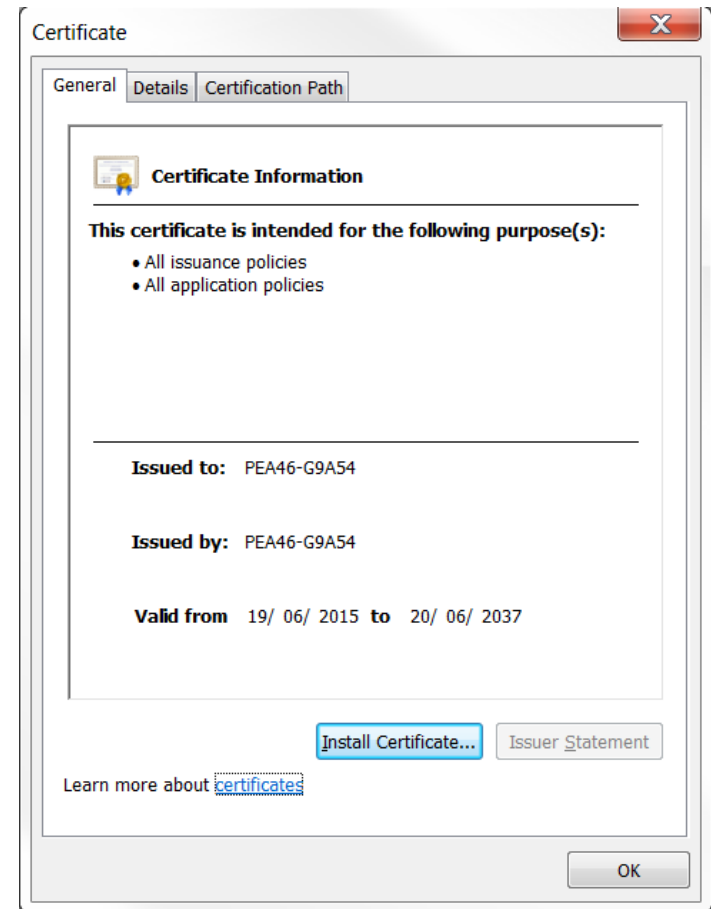 Certificate
General Details Certification Path
Certificate Information
This certificate is intended for the following purpose(s):
• All issuance policies
• All application policies
Issued to: PEA46-G9A54
Issued by: PEA46-G9A54
Valid from 19/ 06/ 2015 to 20/ 06/ 2037
Install Certificate... Issuer Statement
Learn more about certificates
OK